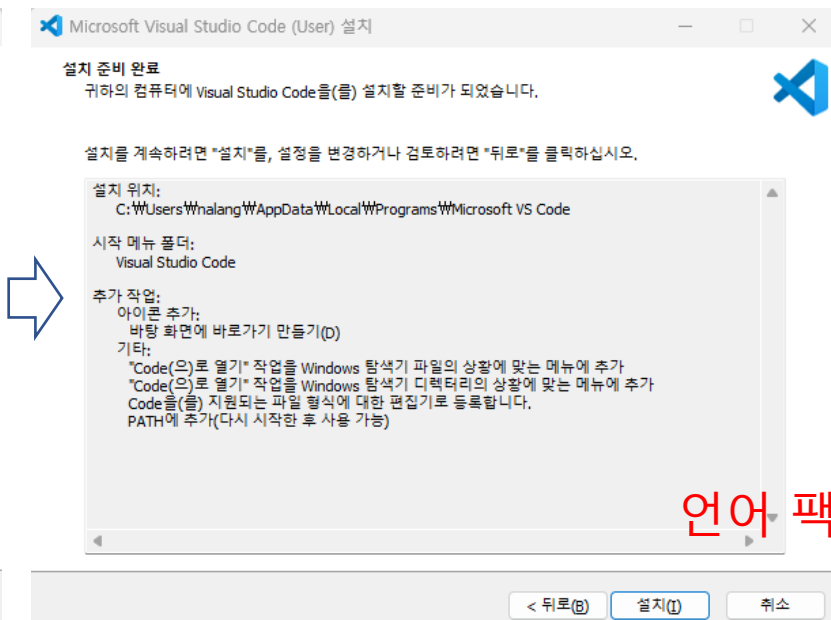 Microsoft Visual Studio Code (User) 설치
설치 준비 완료
귀하의 컴퓨터에 Visual Studio Code을(를) 설치할 준비가 되었습니다.
설치를 계속하려면 "설치"를, 설정을 변경하거나 검토하려면 "뒤로"를 클릭하십시오.
설치 위치:
C:₩Users₩nalang₩AppData₩Local₩Programs₩Microsoft VS Code
시작 메뉴 폴더:
Visual Studio Code
추가 작업:
아이콘 추가:
바탕 화면에 바로가기 만들기(D)
기타:
"Code(으)로 열기" 작업을 Windows 탐색기 파일의 상황에 맞는 메뉴에 추가
"Code(으)로 열기" 작업을 Windows 탐색기 디렉터리의 상황에 맞는 메뉴에 추가
Code을(를) 지원되는 파일 형식에 대한 편집기로 등록합니다.
PATH에 추가(다시 시작한 후 사용 가능)
언어 팩
< 뒤로(B) 설치(I) 취소